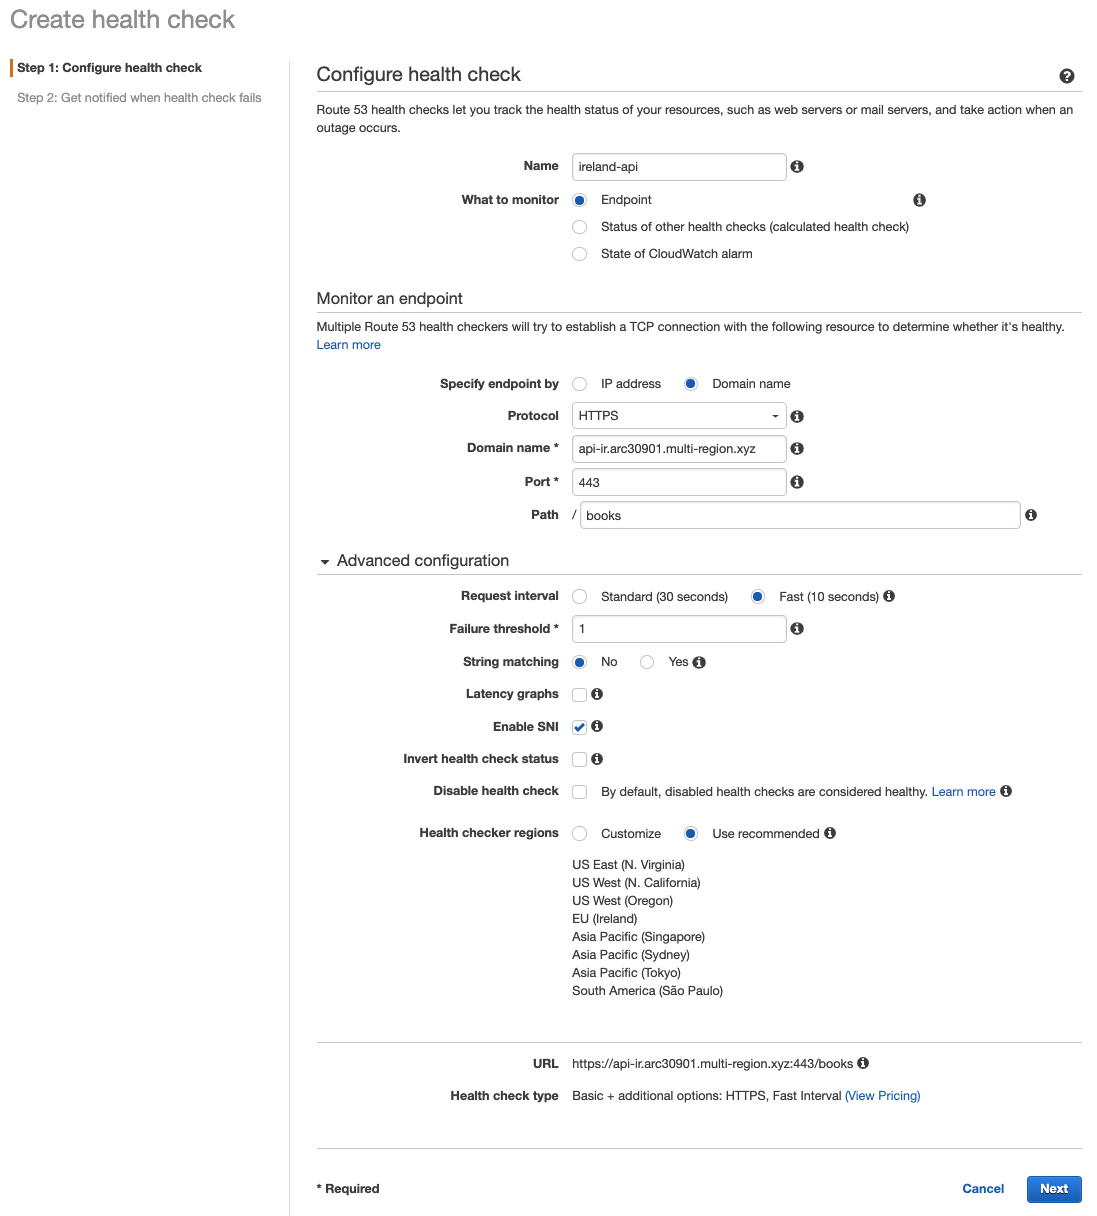 Create health check
Step 1: Configure health check
Step 2: Get notified when health check fails
Configure health check
Route 53 health checks let you track the health status of your resources, such as web servers or mail servers, and take action when an
outage occurs.
Name ireland-api
What to monitor Endpoint
Status of other health checks (calculated health check)
State of CloudWatch alarm
Monitor an endpoint
Multiple Route 53 health checkers will try to establish a TCP connection with the following resource to determine whether it's healthy.
Learn more
Specify endpoint by IP address Domain name
Protocol HTTPS
Domain name * api-ir.arc30901.multi-region.xyz
Port * 443
Path / books
Advanced configuration
Request interval Standard (30 seconds) Fast (10 seconds)
Failure threshold * 1
String matching No Yes
Latency graphs
Enable SNI
Invert health check status
Disable health check By default, disabled health checks are considered healthy. Learn more
Health checker regions Customize Use recommended
US East (N. Virginia)
US West (N. California)
US West (Oregon)
EU (Ireland)
Asia Pacific (Singapore)
Asia Pacific (Sydney)
Asia Pacific (Tokyo)
South America (São Paulo)
URL https://api-ir.arc30901.multi-region.xyz:443/books
Health check type Basic + additional options: HTTPS, Fast Interval (View Pricing)
* Required
Cancel Next